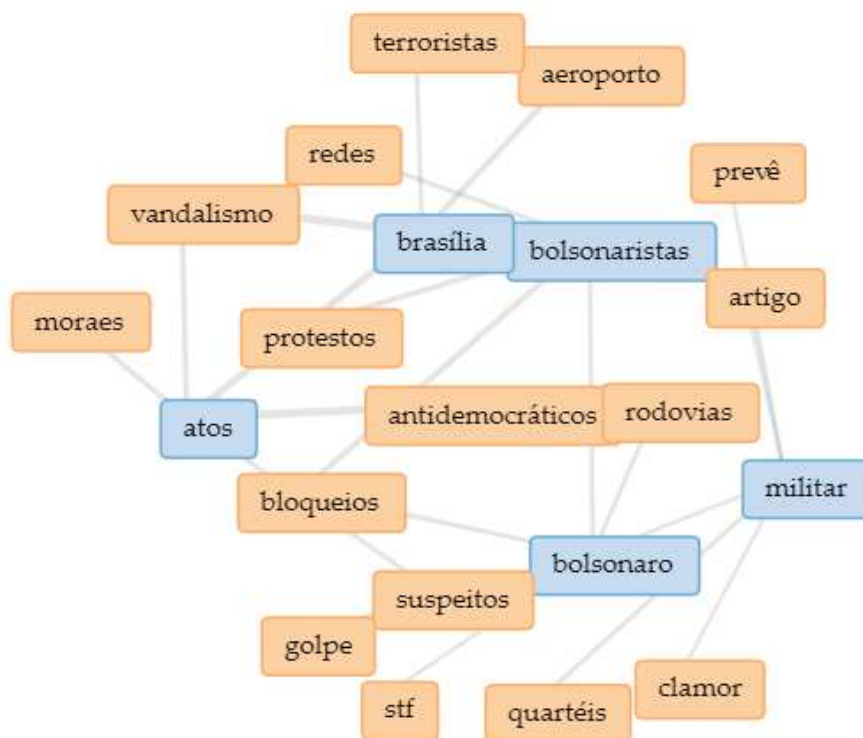 terroristas
aeroporto
redes
prevê
vandalismo
brasília
bolsonaristas
artigo
moraes
protestos
atos
antidemocráticos
rodovias
bloqueios
militar
bolsonaro
suspeitos
golpe
stf
quartéis
clamor